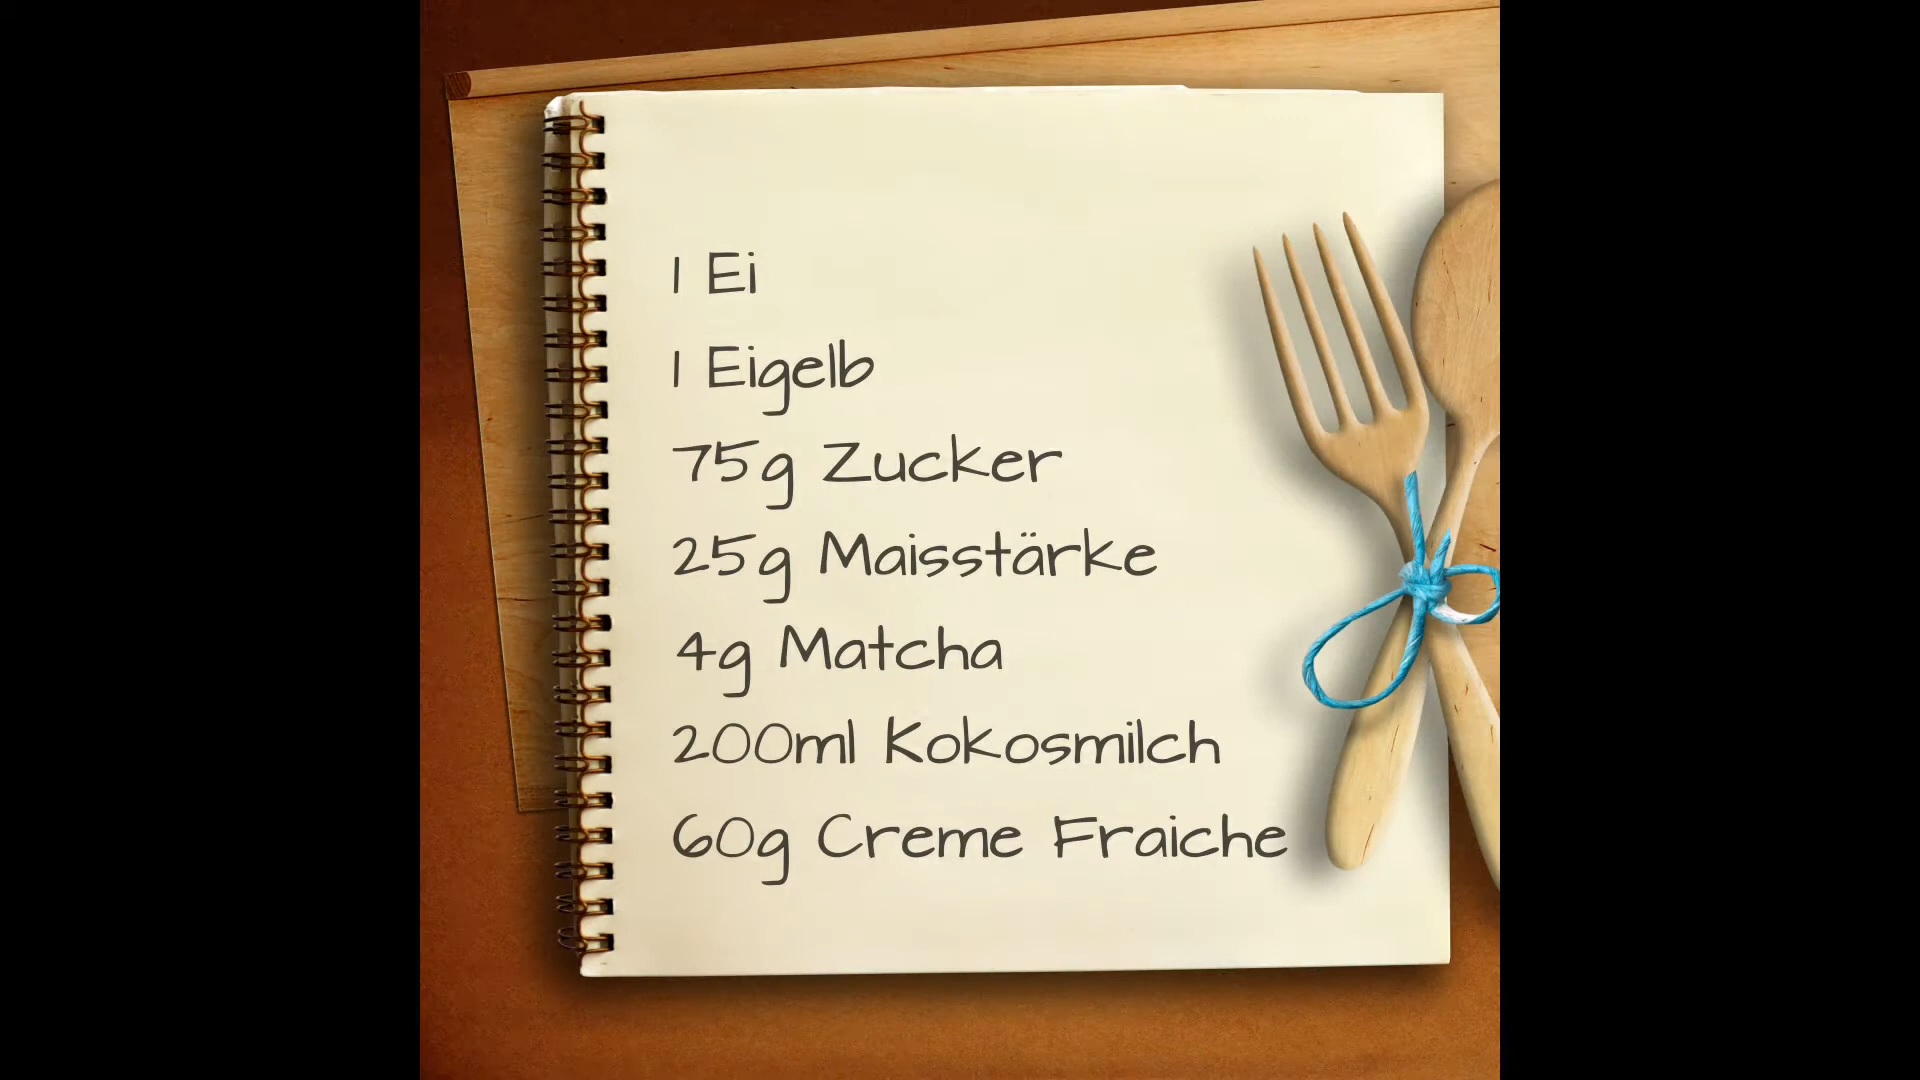 1 Ei
1 Eigelb
75g Zucker
25g Maisstärke
4g Matcha
200ml Kokosmilch
60g Creme Fraiche